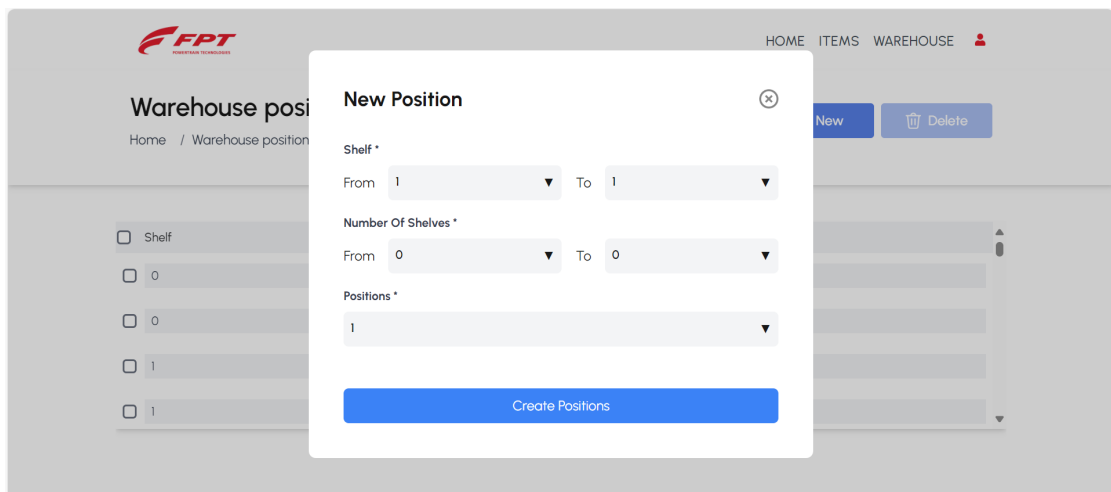 FPT
POWERTRAIN TECHNOLOGIES
HOME ITEMS WAREHOUSE
Warehouse posi
Home / Warehouse position
New
Delete
New Position
Shelf *
From 1 To 1
Number Of Shelves *
From 0 To 0
Positions *
1
Create Positions
Shelf
0
0
1
1